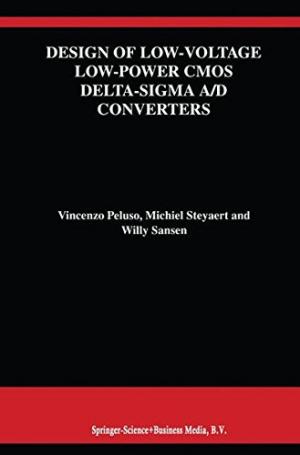 DESIGN OF LOW-VOLTAGE
LOW-POWER CMOS
DELTA-SIGMA A/D
CONVERTERS
Vincenzo Peluso, Michiel Steyaert and
Willy Sansen
Springer-Science+Business Media, B.V.